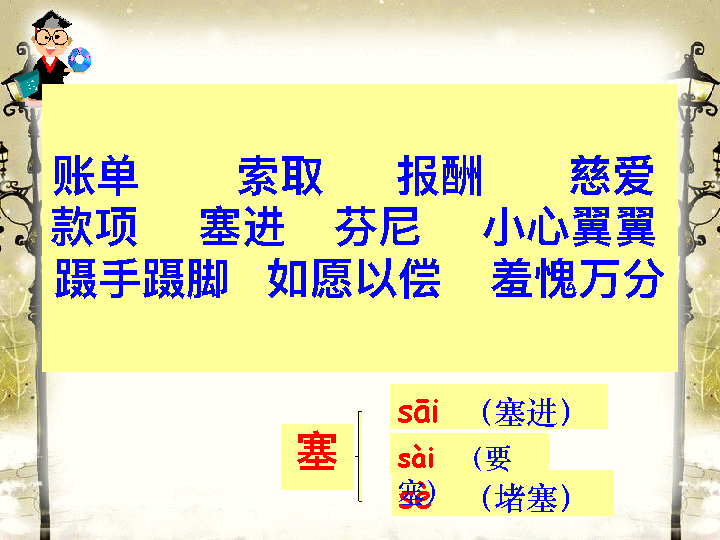 账单 索取 报酬 慈爱
款项 塞进 芬尼 小心翼翼
蹑手蹑脚 如愿以偿 羞愧万分
塞
sāi （塞进）
sài （要
塞）
sè （堵塞）